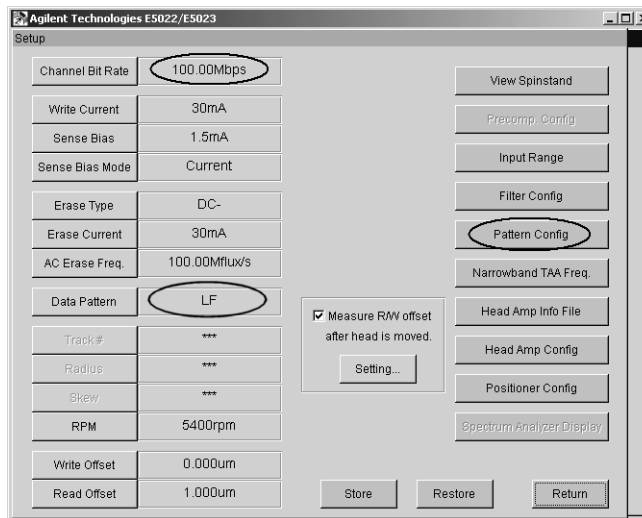 Agilent Technologies E5022/E5023
Setup
Channel Bit Rate 100.00Mbps
Write Current 30mA
Sense Bias 1.5mA
Sense Bias Mode Current
Erase Type DC-
Erase Current 30mA
AC Erase Freq. 100.00Mflux/s
Data Pattern LF
Track # ***
Radius ***
Skew ***
RPM 5400rpm
Write Offset 0.000um
Read Offset 1.000um
Measure R/W offset
after head is moved.
Setting...
View Spinstand
Precomp. Config
Input Range
Filter Config
Pattern Config
Narrowband TAA Freq.
Head Amp Info File
Head Amp Config
Positioner Config
Spectrum Analyzer Display
Store
Restore
Return